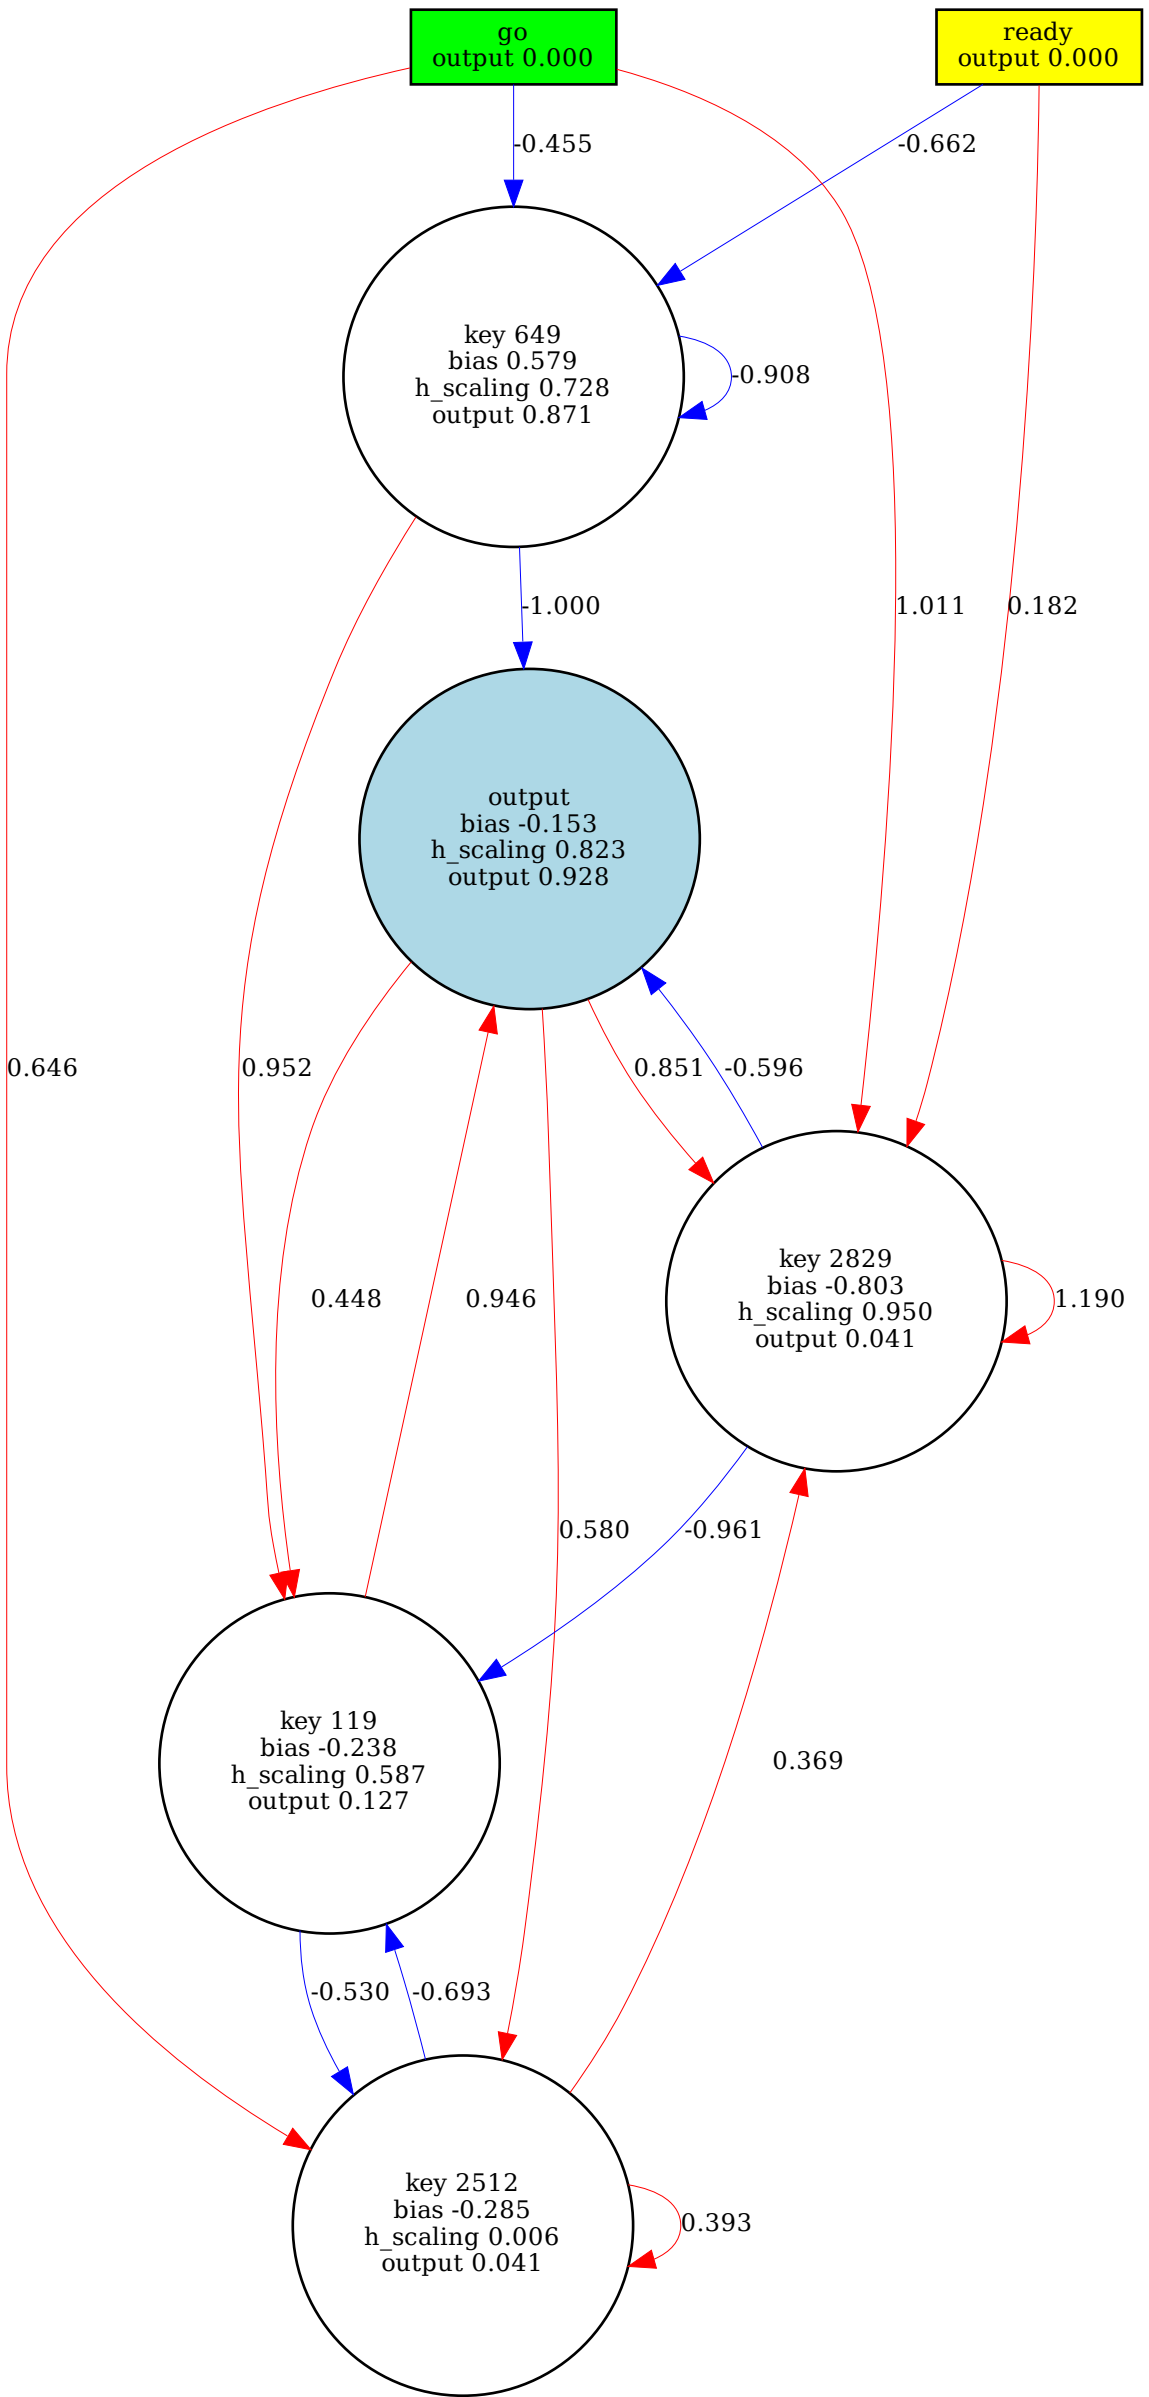 go
output 0.000
ready
output 0.000
-0.455
-0.662
key 649
bias 0.579
h_scaling 0.728
output 0.871
-0.908
-1.000
1.011
0.182
output
bias -0.153
h_scaling 0.823
output 0.928
0.646
0.952
0.851
-0.596
key 2829
bias -0.803
h_scaling 0.950
output 0.041
0.448
0.946
1.190
0.580
-0.961
key 119
bias -0.238
h_scaling 0.587
output 0.127
0.369
-0.530
-0.693
key 2512
bias -0.285
h_scaling 0.006
output 0.041
0.393